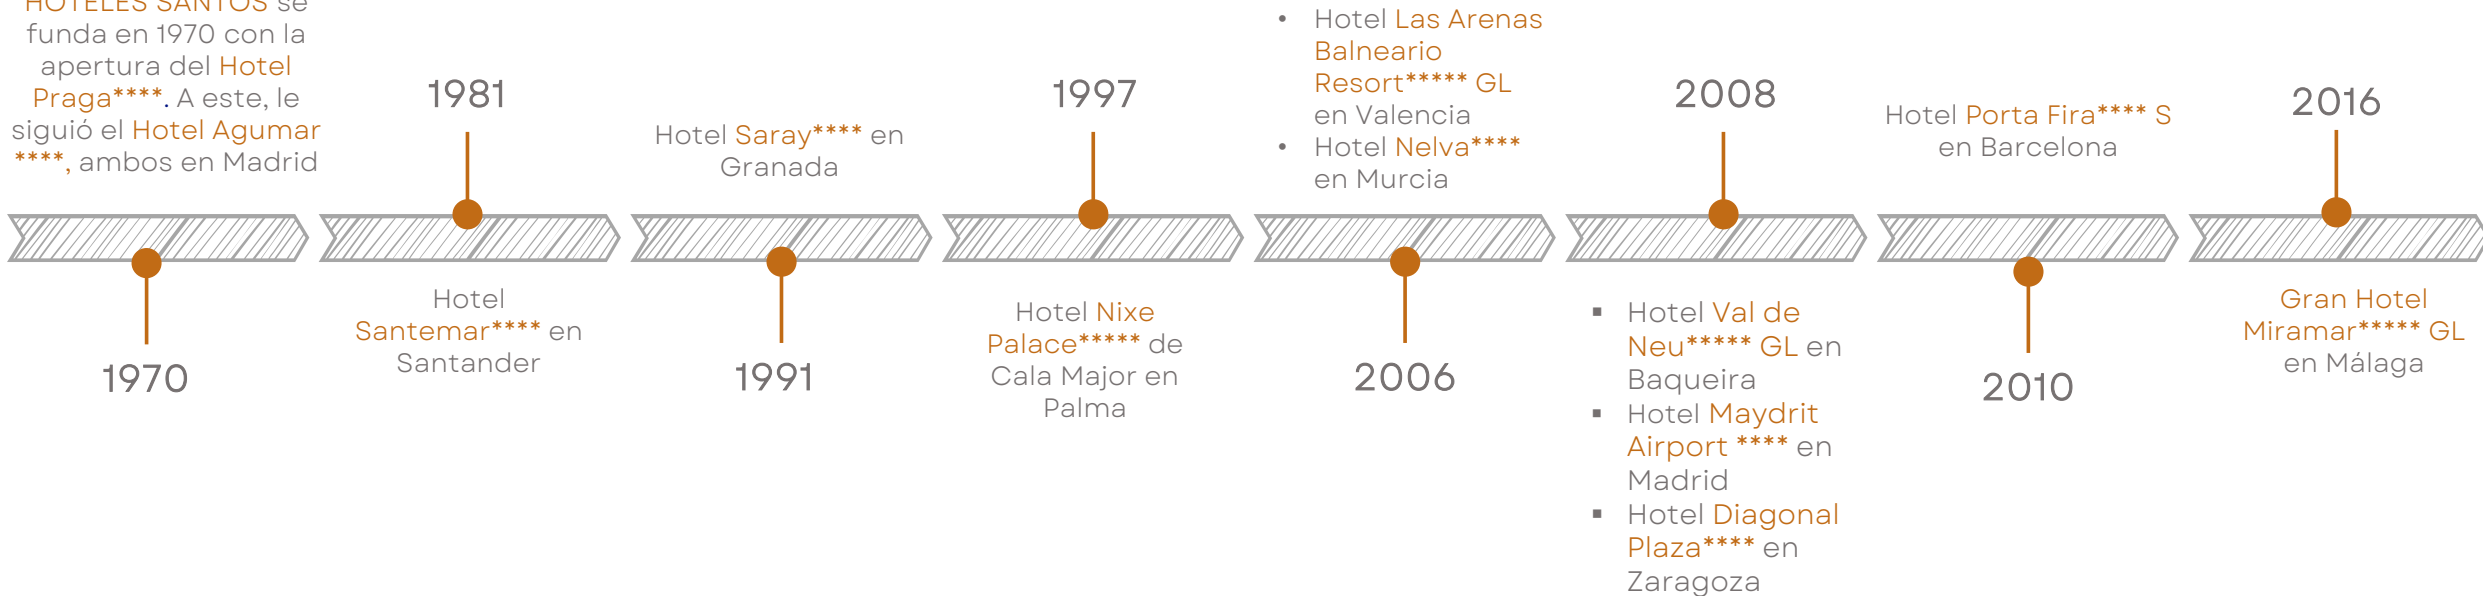 HOTELES SANTOS se
funda en 1970 con la
apertura del Hotel
Praga****. A este, le
siguió el Hotel Agumar
****, ambos en Madrid
1970
1981
Hotel
Santemar**** en
Santander
Hotel Saray**** en
Granada
1991
1997
Hotel Nixe
Palace***** de
Cala Major en
Palma
• Hotel Las Arenas
Balneario
Resort***** GL
en Valencia
• Hotel Nelva****
en Murcia
2006
2008
▪ Hotel Val de
Neu***** GL en
Baqueira
▪ Hotel Maydrit
Airport **** en
Madrid
▪ Hotel Diagonal
Plaza**** en
Zaragoza
Hotel Porta Fira**** S
en Barcelona
2010
2016
Gran Hotel
Miramar***** GL
en Málaga